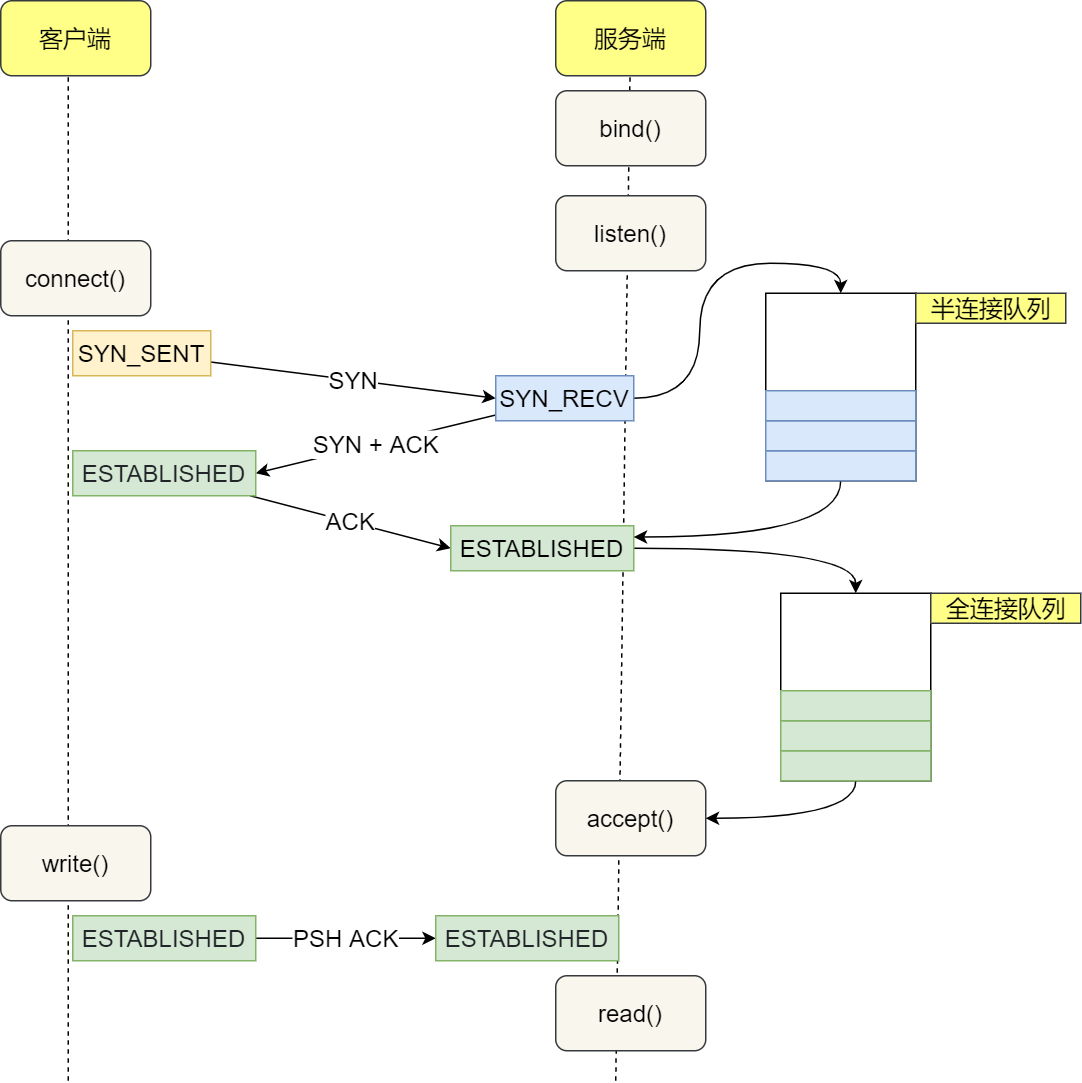 客户端
服务端
bind()
listen()
connect()
半连接队列
SYN_SENT
SYN
SYN_RECV
SYN + ACK
ESTABLISHED
ACK
ESTABLISHED
全连接队列
accept()
write()
ESTABLISHED
PSH ACK
ESTABLISHED
read()